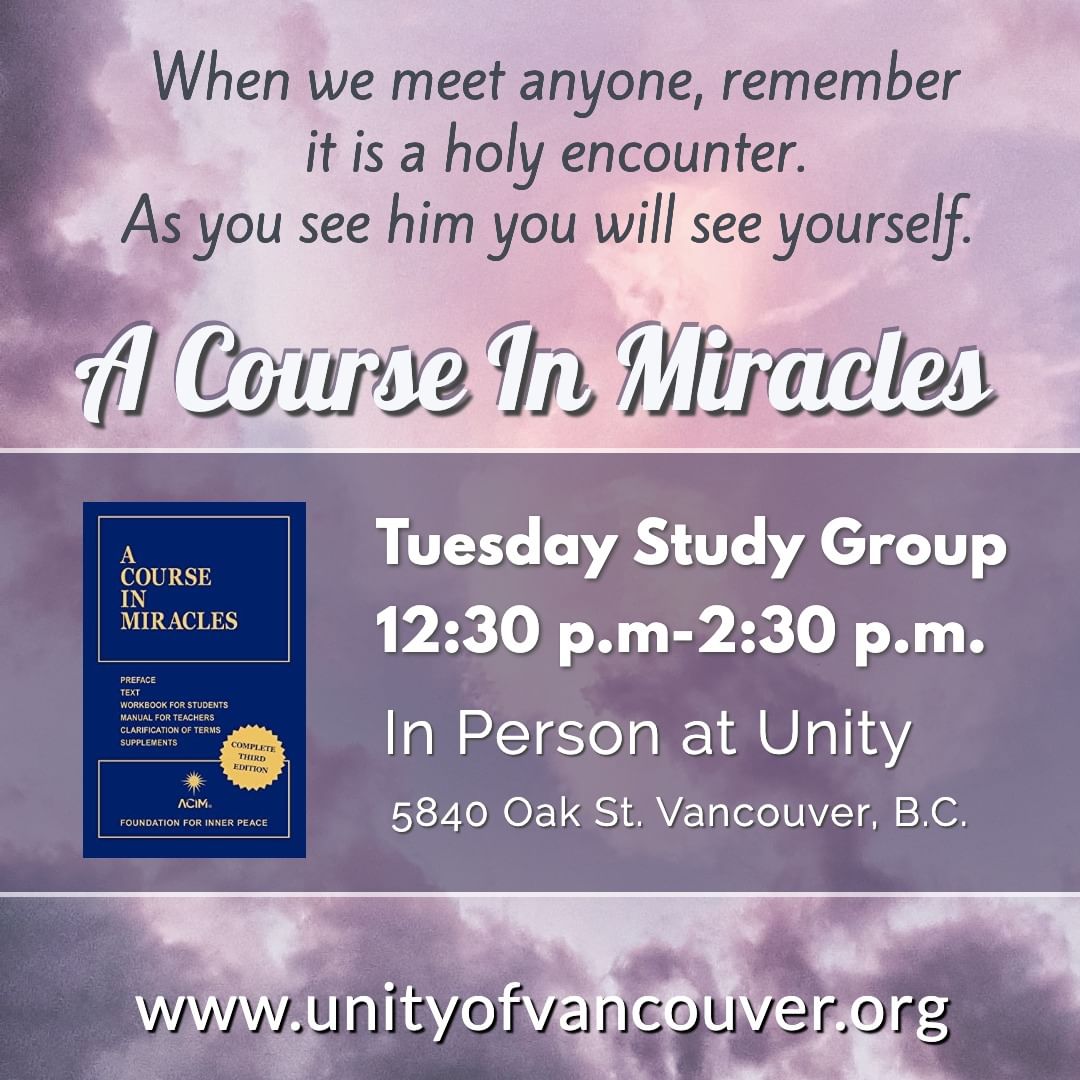 When we meet anyone, remember
it is a holy encounter.
As you see him you will see yourself.
A Course In Miracles
A
COURSE
IN
MIRACLES
PREFACE
TEXT
WORKBOOK FOR STUDENTS
MANUAL FOR TEACHERS
CLARIFICATION OF TERMS
SUPPLEMENTS
COMPLETE
THIRD
EDITION
ACIM®
FOUNDATION FOR INNER PEACE
Tuesday Study Group
12:30 p.m-2:30 p.m.
In Person at Unity
5840 Oak St. Vancouver, B.C.
www.unityofvancouver.org